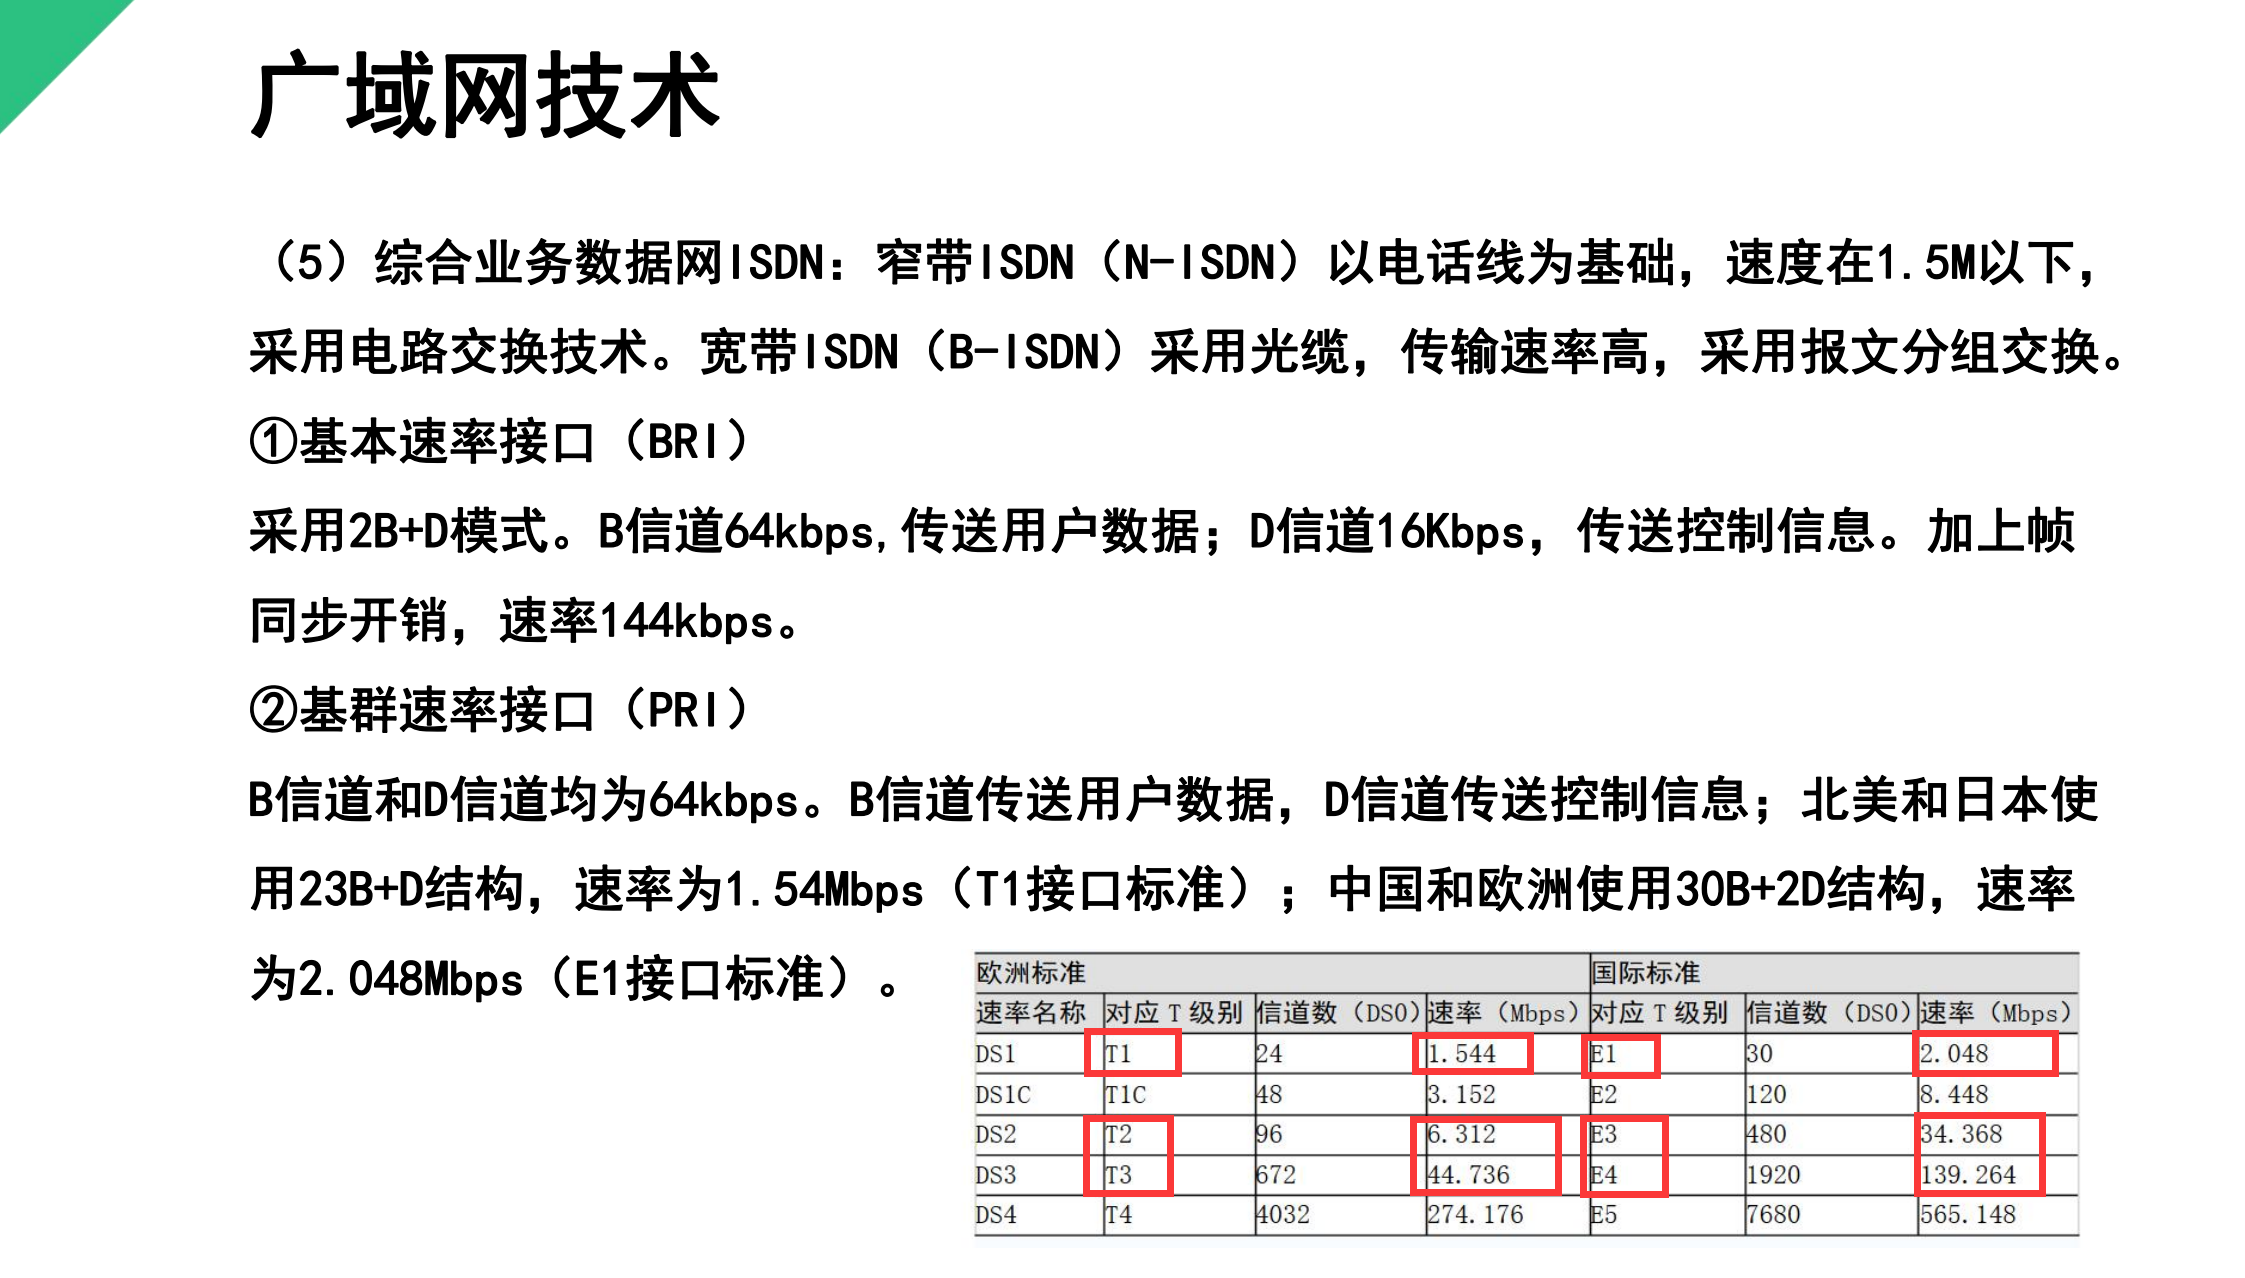 广域网技术
（5）综合业务数据网ISDN：窄带ISDN（N-ISDN）以电话线为基础，速度在1.5M以下，
采用电路交换技术。宽带ISDN（B-ISDN）采用光缆，传输速率高，采用报文分组交换。
①基本速率接口（BRI）
采用2B+D模式。B信道64kbps,传送用户数据；D信道16Kbps，传送控制信息。加上帧
同步开销，速率144kbps。
②基群速率接口（PRI）
B信道和D信道均为64kbps。B信道传送用户数据，D信道传送控制信息；北美和日本使
用23B+D结构，速率为1.54Mbps（T1接口标准）；中国和欧洲使用30B+2D结构，速率
为2.048Mbps（E1接口标准）。
欧洲标准 国际标准
速率名称 对应 T 级别 信道数（DS0） 速率（Mbps） 对应 T 级别 信道数（DS0） 速率（Mbps）
DS1 T1 24 1.544 E1 30 2.048
DS1C T1C 48 3.152 E2 120 8.448
DS2 T2 96 6.312 E3 480 34.368
DS3 T3 672 44.736 E4 1920 139.264
DS4 T4 4032 274.176 E5 7680 565.148